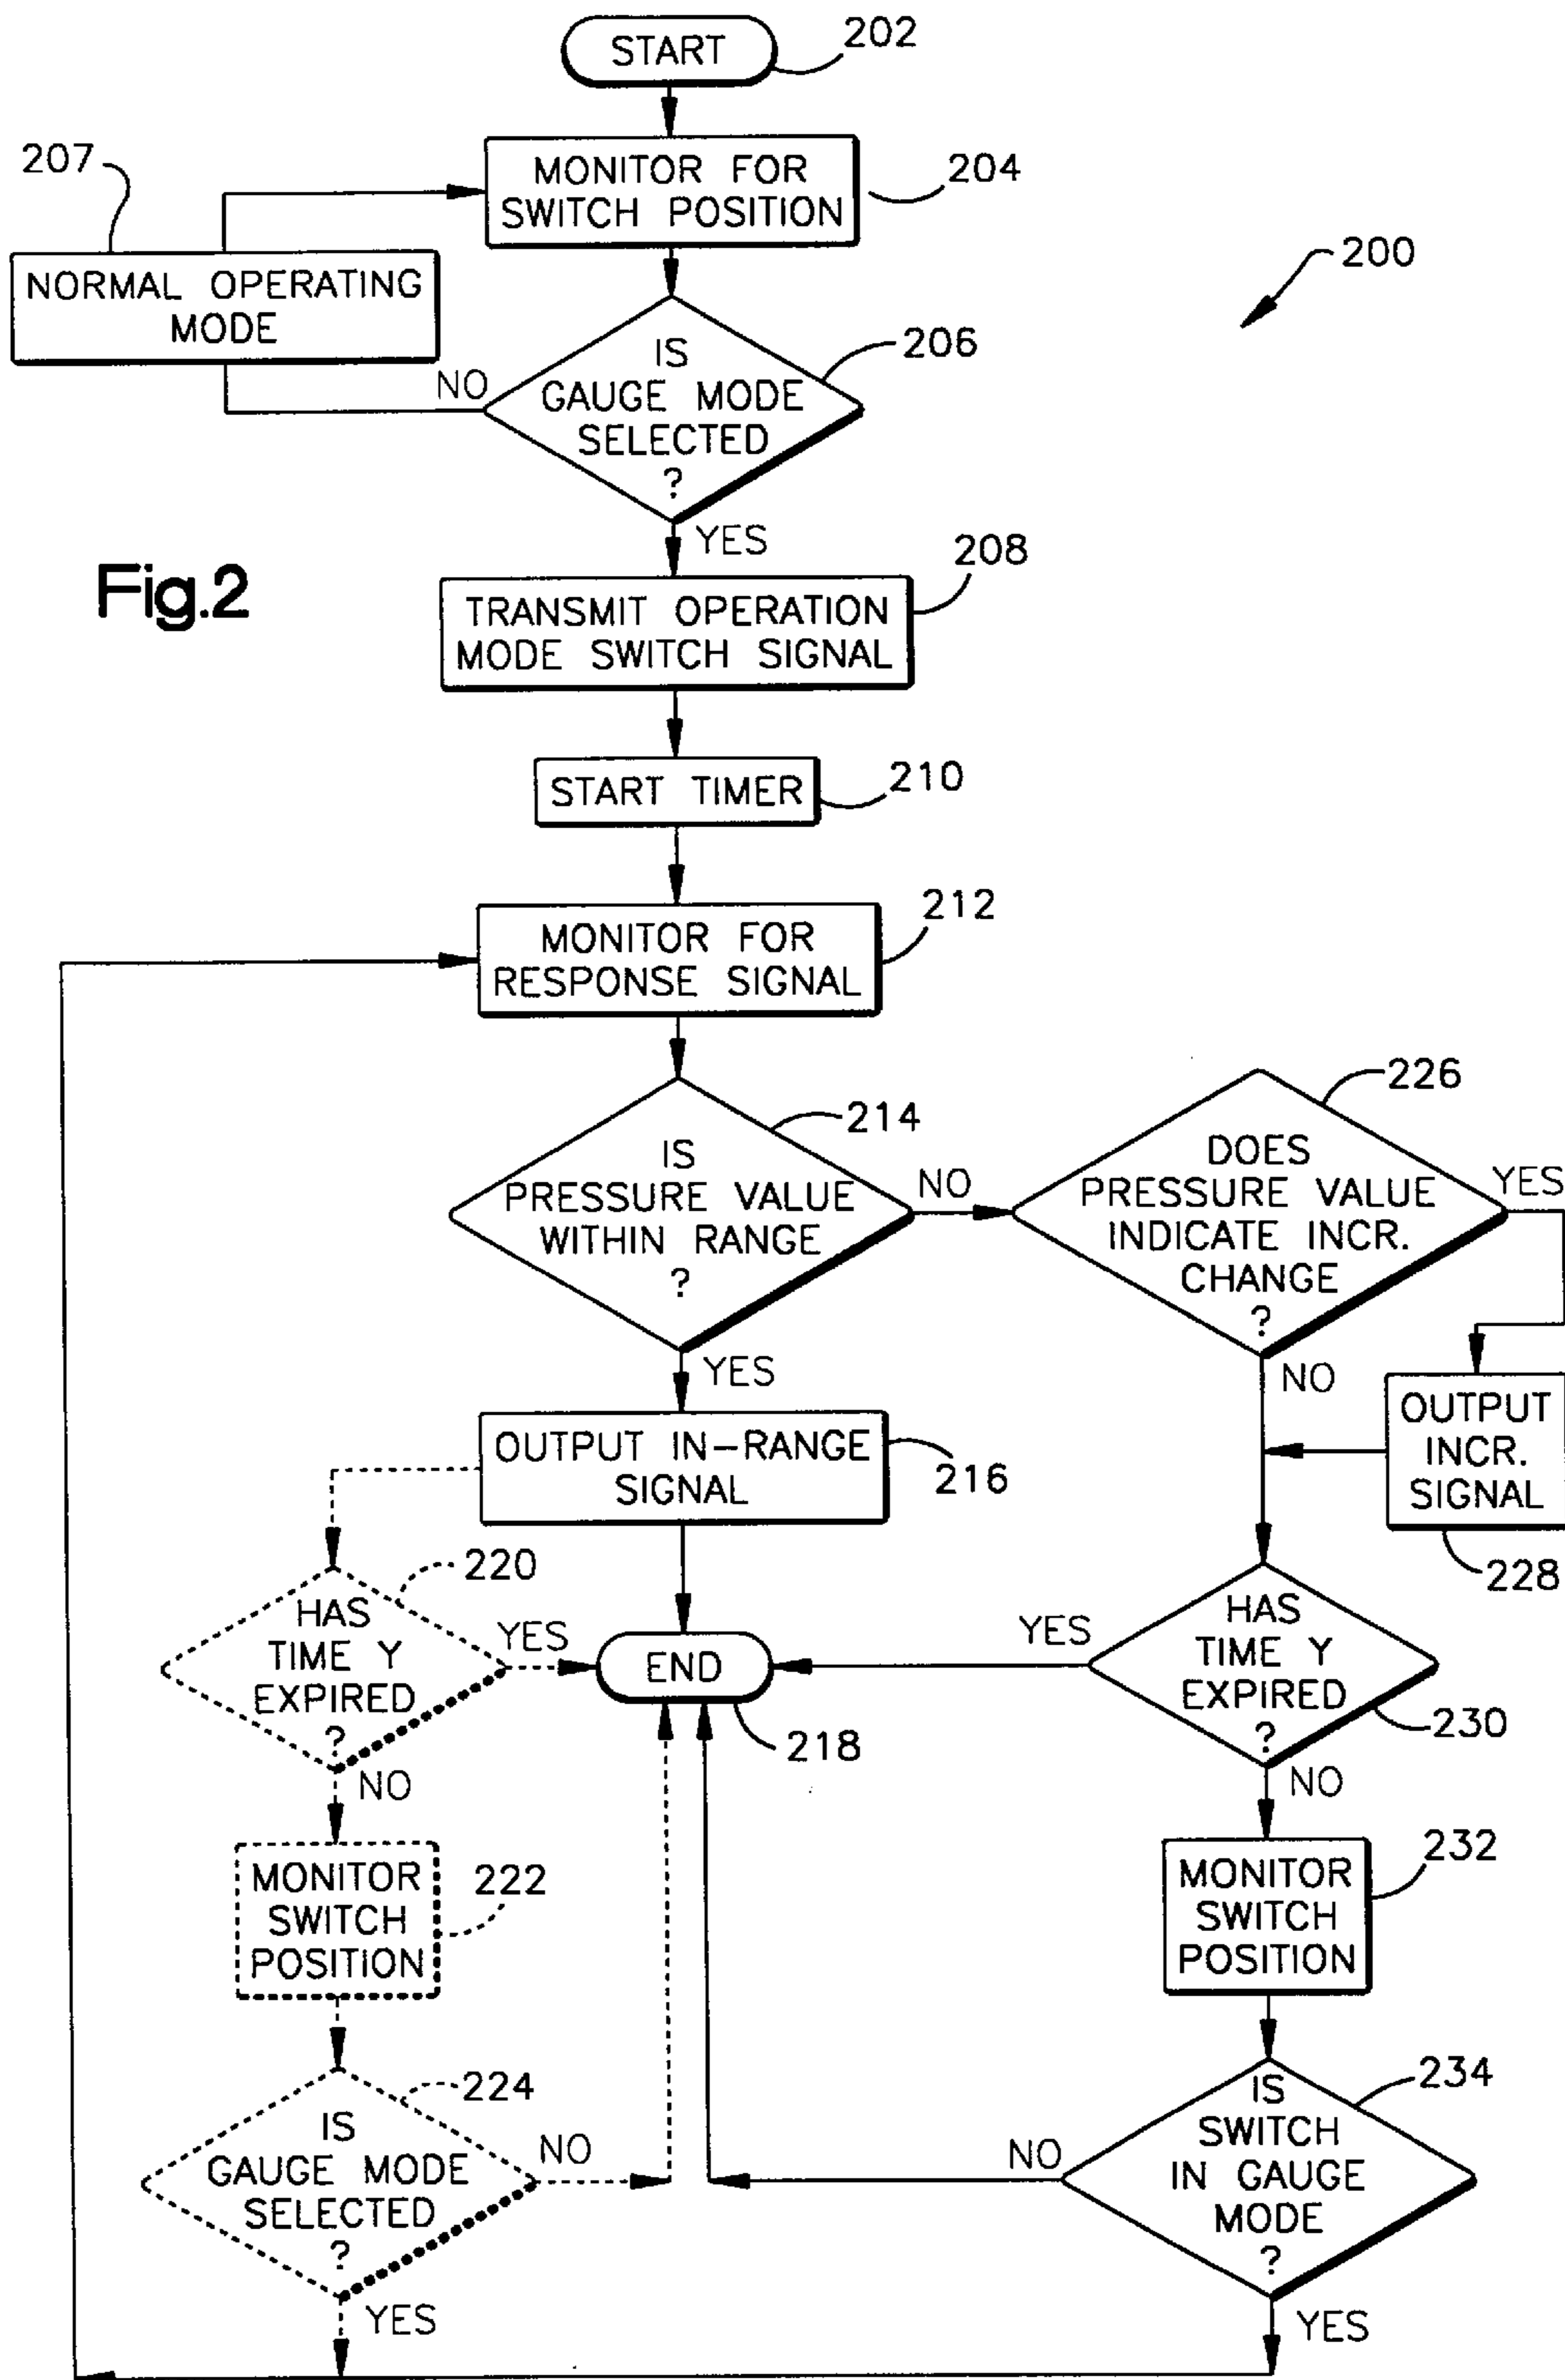 START
202
207
MONITOR FOR
SWITCH POSITION
204
NORMAL OPERATING
MODE
200
206
IS
GAUGE MODE
SELECTED
?
NO
YES
Fig.2
208
TRANSMIT OPERATION
MODE SWITCH SIGNAL
START TIMER
210
212
MONITOR FOR
RESPONSE SIGNAL
214
IS
PRESSURE VALUE
WITHIN RANGE
?
NO
YES
226
DOES
PRESSURE VALUE
INDICATE INCR.
CHANGE
?
YES
NO
OUTPUT
INCR.
SIGNAL
228
OUTPUT IN-RANGE
SIGNAL
216
220
HAS
TIME Y
EXPIRED
?
YES
NO
END
218
YES
HAS
TIME Y
EXPIRED
?
230
NO
MONITOR
SWITCH
POSITION
222
MONITOR
SWITCH
POSITION
232
224
IS
GAUGE MODE
SELECTED
?
NO
YES
234
IS
SWITCH
IN GAUGE
MODE
?
NO
YES